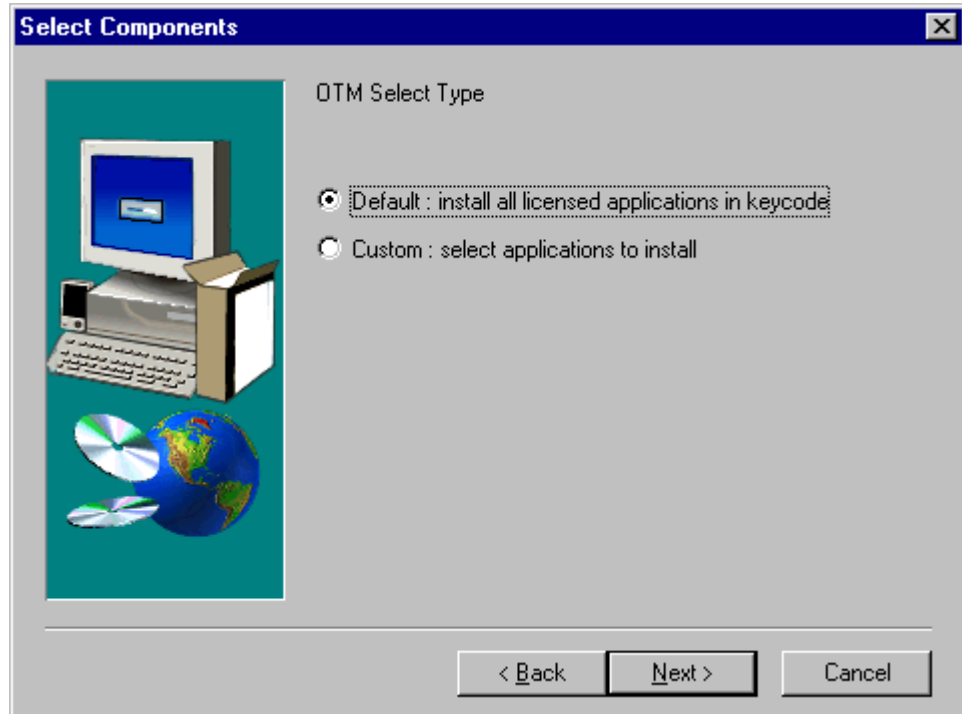 Select Components
OTM Select Type
Default : install all licensed applications in keycode
Custom : select applications to install
< Back
Next >
Cancel